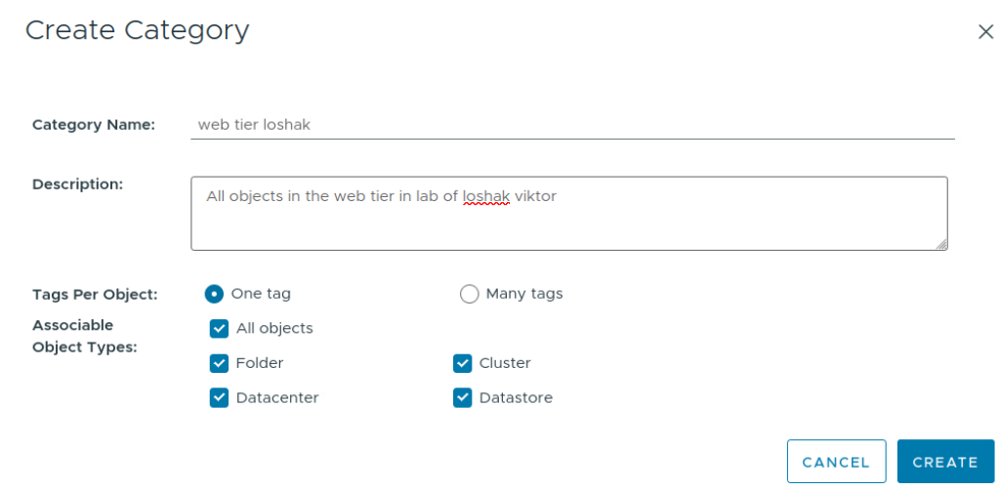 Create Category
Category Name: web tier loshak
Description: All objects in the web tier in lab of loshak viktor
Tags Per Object: One tag Many tags
Associable
Object Types:
All objects
Folder Cluster
Datacenter Datastore
CANCEL CREATE